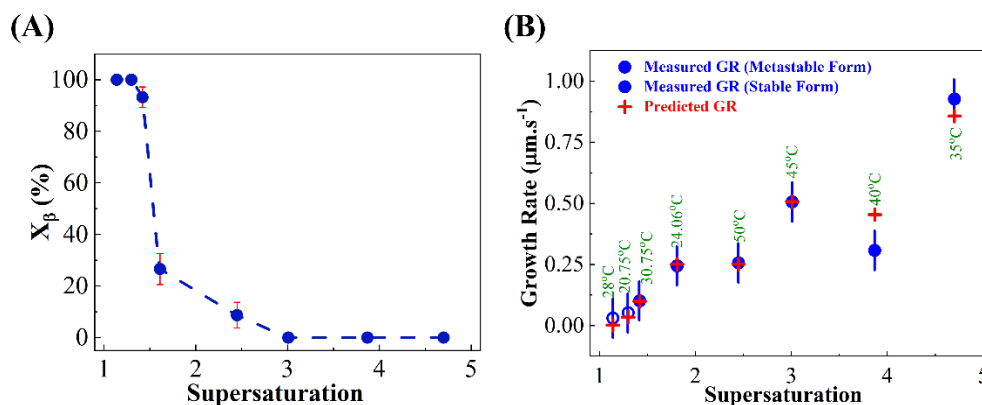 (A)
100
80
60
40
20
0
X_β (%)
1 2 3 4 5
Supersaturation
(B)
Measured GR (Metastable Form)
Measured GR (Stable Form)
Predicted GR
1.00
0.75
0.50
0.25
0.00
Growth Rate (μm.s⁻¹)
28°C
20.75°C
30.75°C
24.06°C
50°C
45°C
40°C
35°C
1 2 3 4 5
Supersaturation